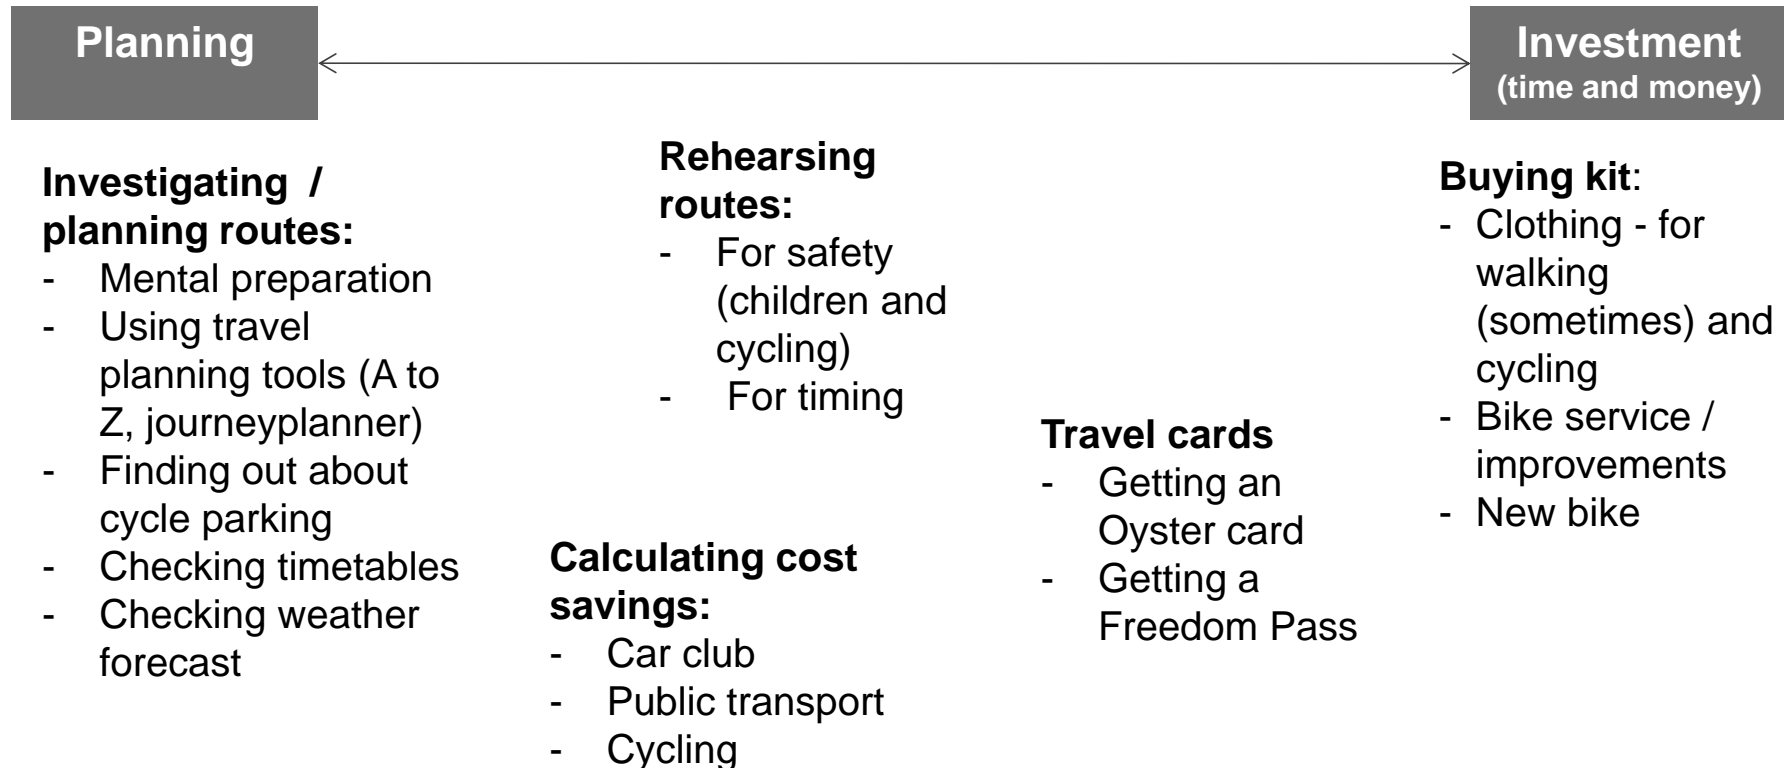 Planning
Investment
(time and money)
Investigating / 
planning routes:
- Mental preparation
- Using travel
planning tools (A to
Z, journeyplanner)
- Finding out about
cycle parking
- Checking timetables
- Checking weather
forecast
Rehearsing
routes:
- For safety
(children and
cycling)
- For timing
Calculating cost
savings:
- Car club
- Public transport
- Cycling
Travel cards
- Getting an
Oyster card
- Getting a
Freedom Pass
Buying kit:
- Clothing - for
walking
(sometimes) and
cycling
- Bike service /
improvements
- New bike